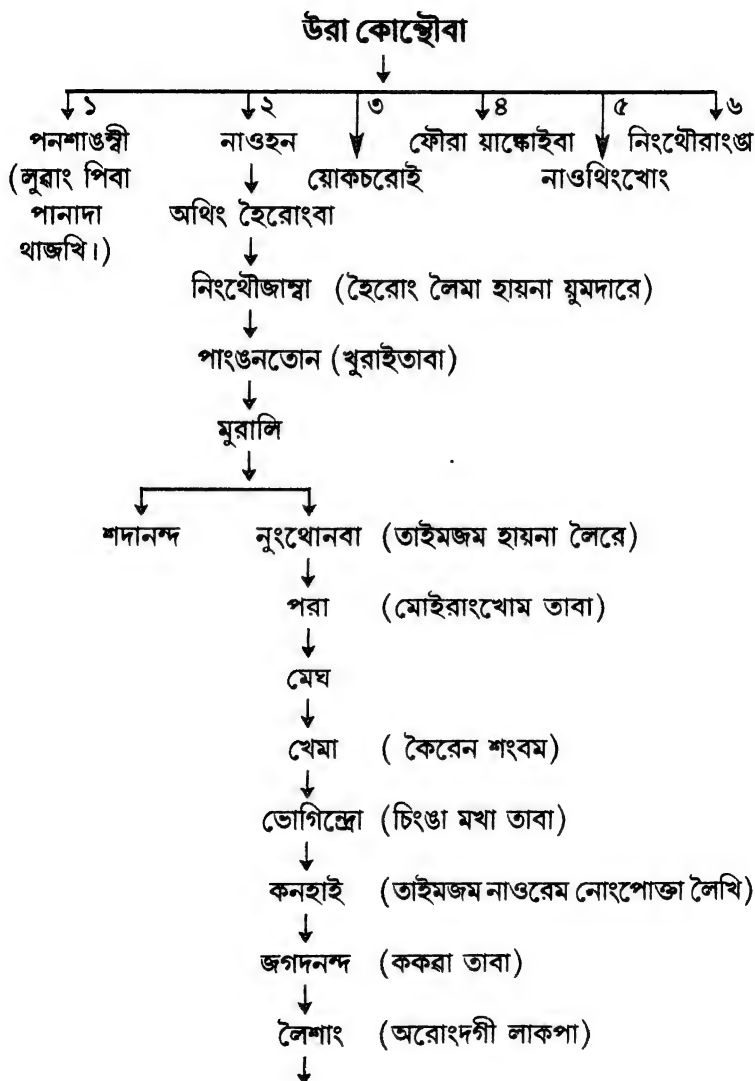 উরা কোন্থৌবা
১ ২ ৩ ৪ ৫ ৬
পনশাঙম্বী নাওহন ফৌরা য়াঙ্কোইবা নিংথৌরাংঙা
(লুৱাং পিবা য়োকচরোই নাওথিংখোং
পানাদা অথিং হৈরোংবা
থাজখি।)
নিংথৌজাম্বা (হৈরোং লৈমা হায়না য়ুমদারে)
পাংঙনতোন (খুরাইতাবা)
মুরালি
শদানন্দ নুংথোনবা (তাইমজম হায়না লৈরে)
পরা (মোইরাংখোম তাবা)
মেঘ
খেমা ( কৈরেন শংবম)
ভোগিন্দ্রো (চিংঙা মখা তাবা)
কনহাই (তাইমজম নাওরেম নোংপোক্তা লৈখি)
জগদনন্দ (ককৱা তাবা)
লৈশাং (অরোংদগী লাকপা)